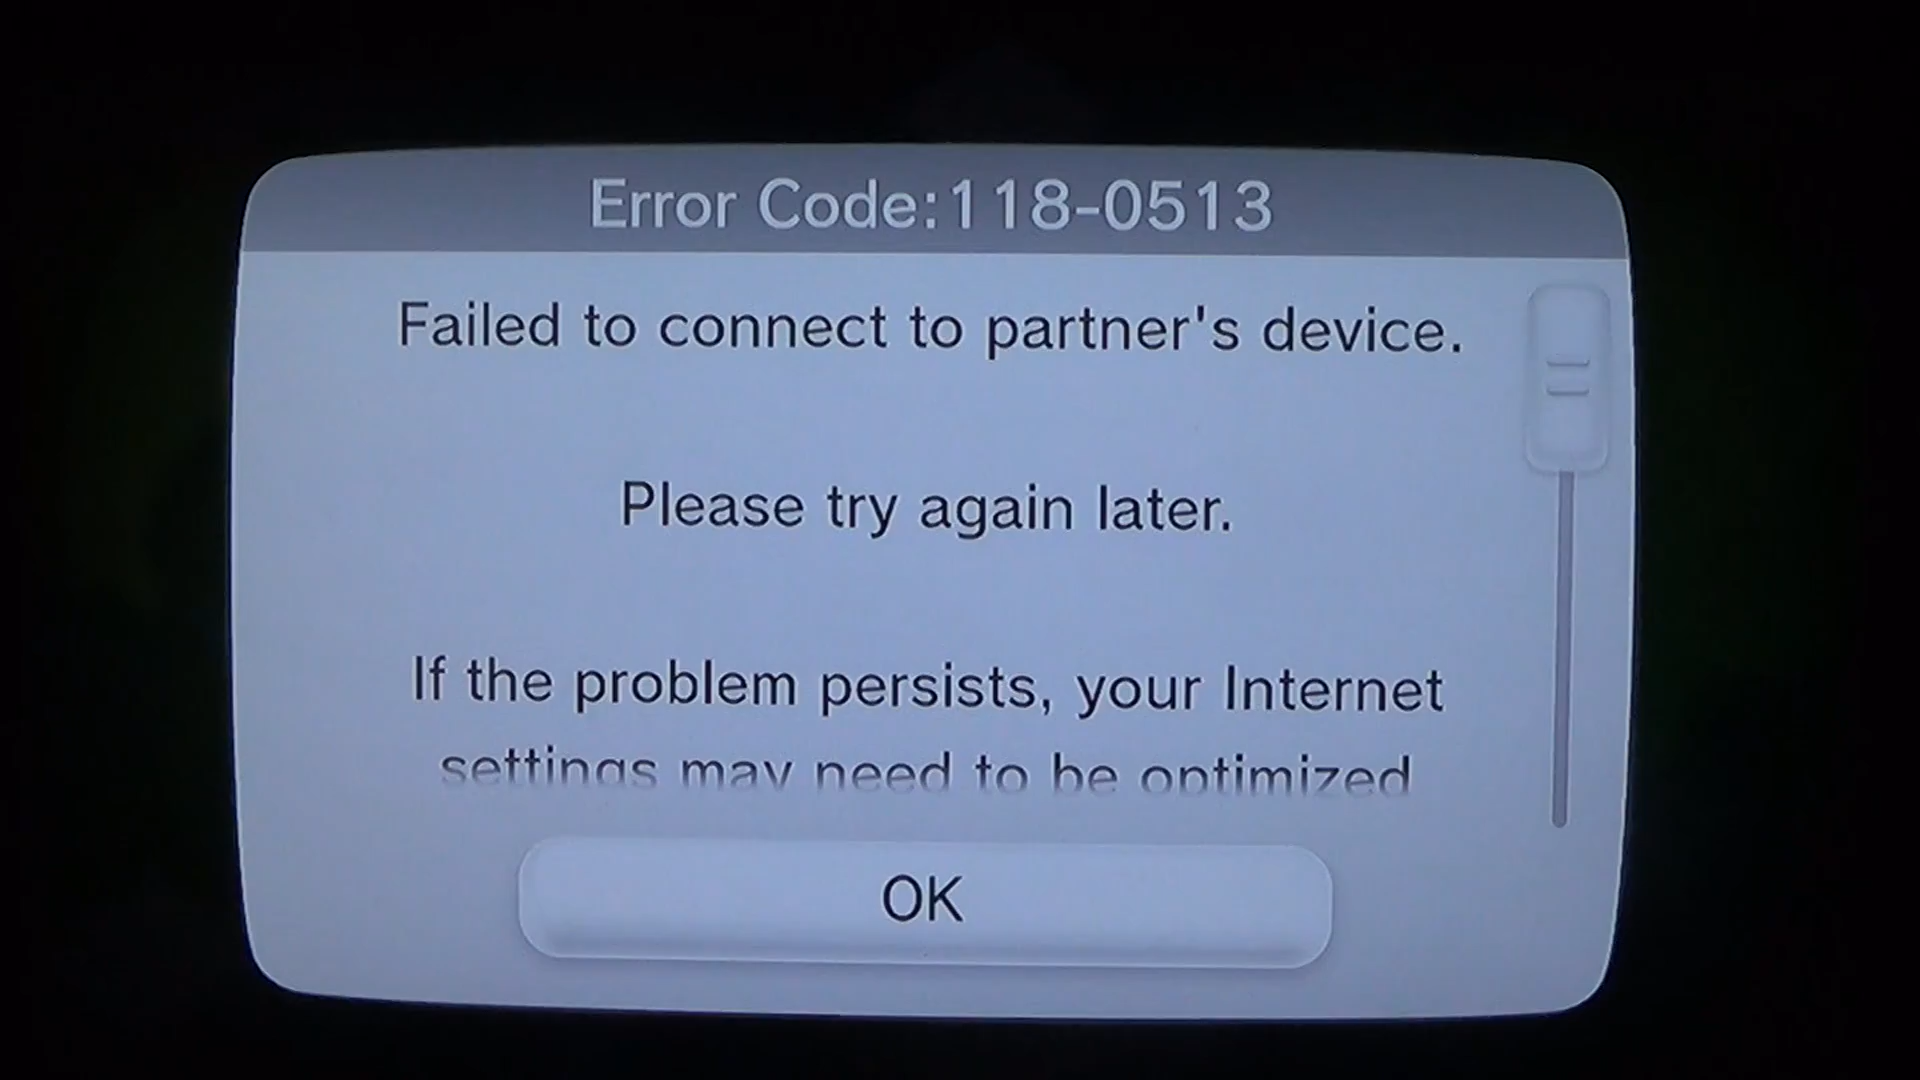 Error Code:118-0513
Failed to connect to partner's device.
Please try again later.
If the problem persists, your Internet
settings may need to be optimized
OK